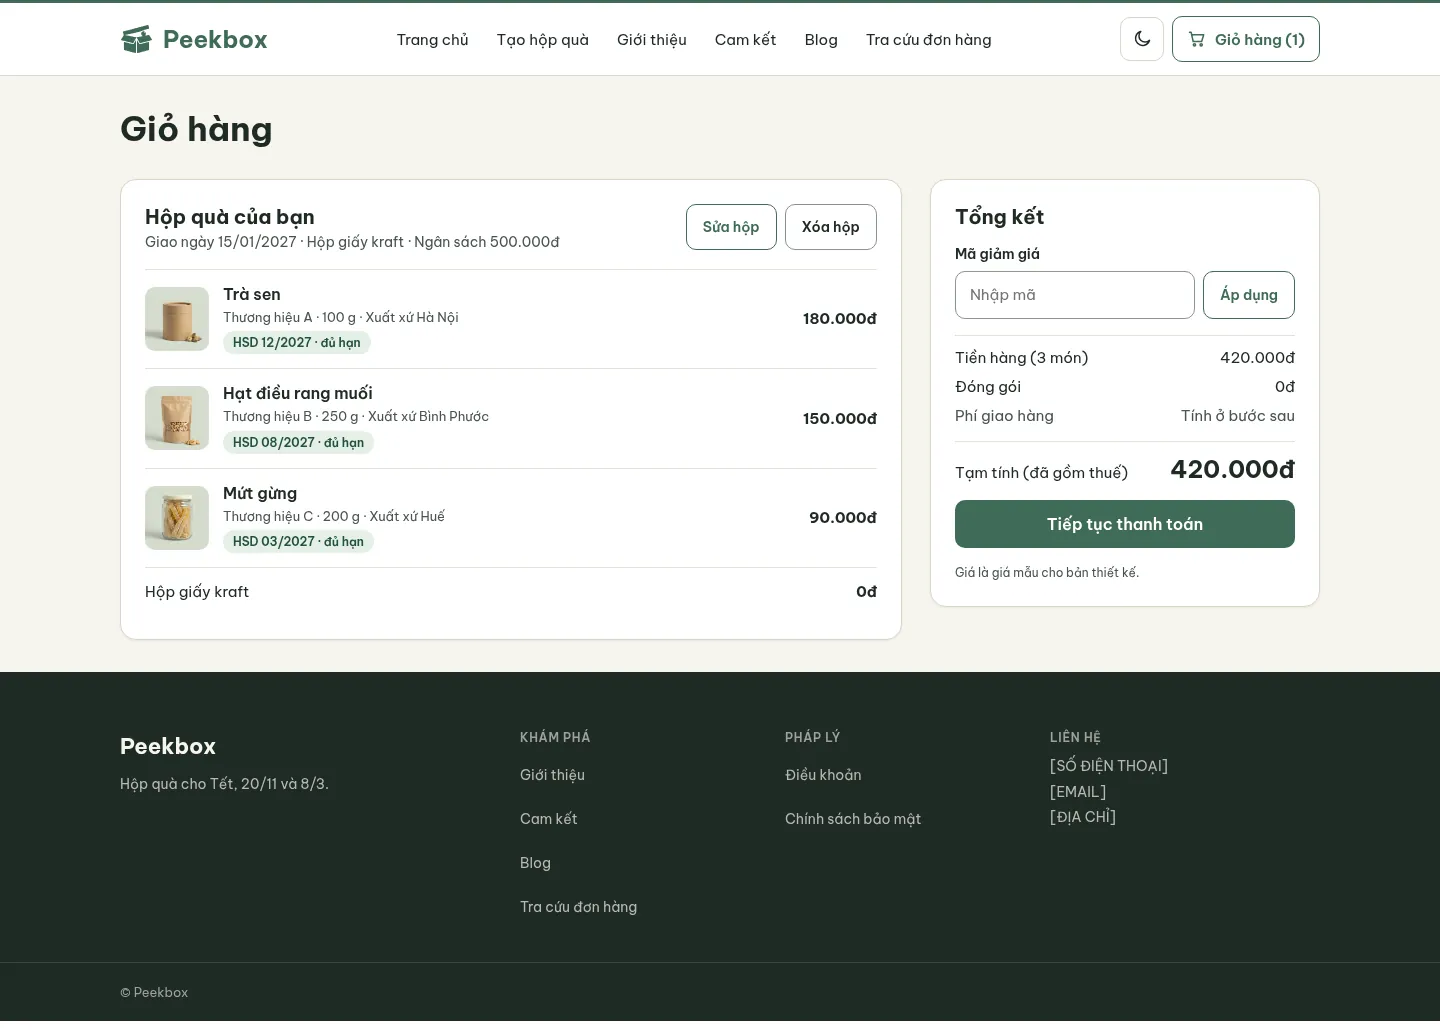 Peekbox
Trang chủ
Tạo hộp quà
Giới thiệu
Cam kết
Blog
Tra cứu đơn hàng
Giỏ hàng (1)
Giỏ hàng
Hộp quà của bạn
Giao ngày 15/01/2027 · Hộp giấy kraft · Ngân sách 500.000đ
Sửa hộp
Xóa hộp
Trà sen
Thương hiệu A · 100 g · Xuất xứ Hà Nội
HSD 12/2027 · đủ hạn
180.000đ
Hạt điều rang muối
Thương hiệu B · 250 g · Xuất xứ Bình Phước
HSD 08/2027 · đủ hạn
150.000đ
Mứt gừng
Thương hiệu C · 200 g · Xuất xứ Huế
HSD 03/2027 · đủ hạn
90.000đ
Hộp giấy kraft
0đ
Tổng kết
Mã giảm giá
Nhập mã
Áp dụng
Tiền hàng (3 món)
420.000đ
Đóng gói
0đ
Phí giao hàng
Tính ở bước sau
Tạm tính (đã gồm thuế)
420.000đ
Tiếp tục thanh toán
Giá là giá mẫu cho bản thiết kế.
Peekbox
Hộp quà cho Tết, 20/11 và 8/3.
KHÁM PHÁ
Giới thiệu
Cam kết
Blog
Tra cứu đơn hàng
PHÁP LÝ
Điều khoản
Chính sách bảo mật
LIÊN HỆ
[SỐ ĐIỆN THOẠI]
[EMAIL]
[ĐỊA CHỈ]
© Peekbox